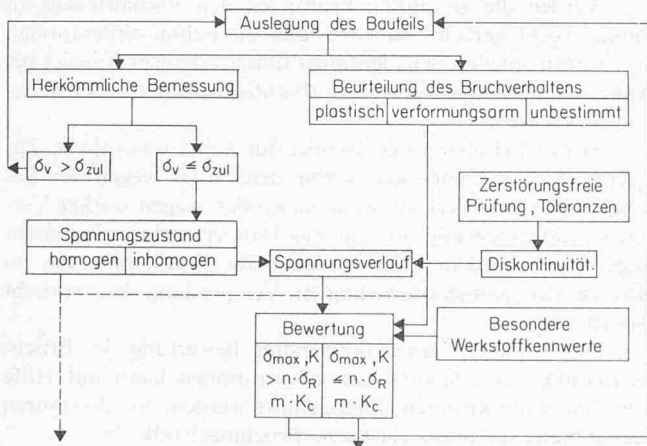 Auslegung des Bauteils
Herkömmliche Bemessung
Beurteilung des Bruchverhaltens
plastisch verformungsarm unbestimmt
σv > σzul
σv ≦ σzul
Zerstörungsfreie
Prüfung, Toleranzen
Spannungszustand
homogen inhomogen
Spannungsverlauf
Diskontinuität
Bewertung
σmax, K σmax, K
> n·σR ≦ n·σR
m·Kc m·Kc
Besondere
Werkstoffkennwerte